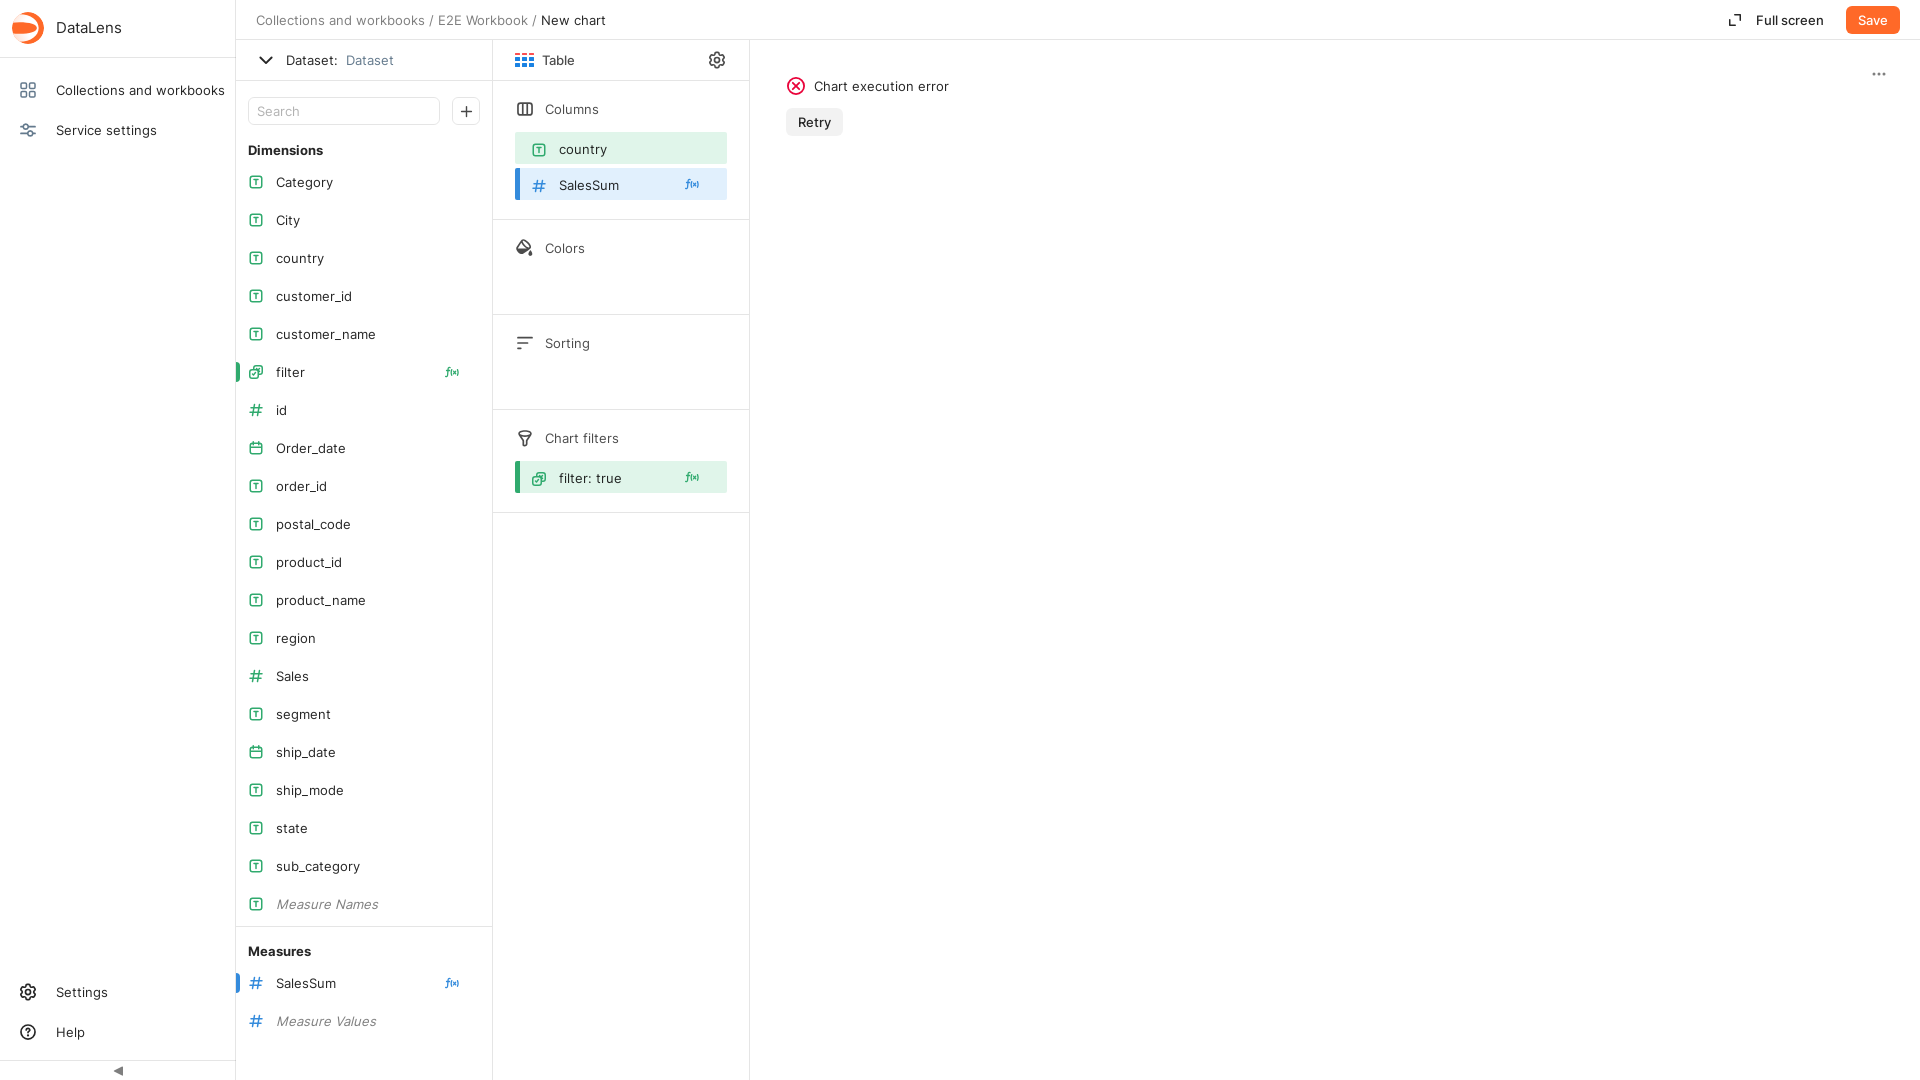 DataLens
Collections and workbooks
Service settings
Settings
Help
Collections and workbooks / E2E Workbook / New chart
Full screen
Save
Dataset: Dataset
Search
Dimensions
Category
City
country
customer_id
customer_name
filter
id
Order_date
order_id
postal_code
product_id
product_name
region
Sales
segment
ship_date
ship_mode
state
sub_category
Measure Names
Measures
SalesSum
Measure Values
Table
Columns
country
SalesSum
Colors
Sorting
Chart filters
filter: true
Chart execution error
Retry